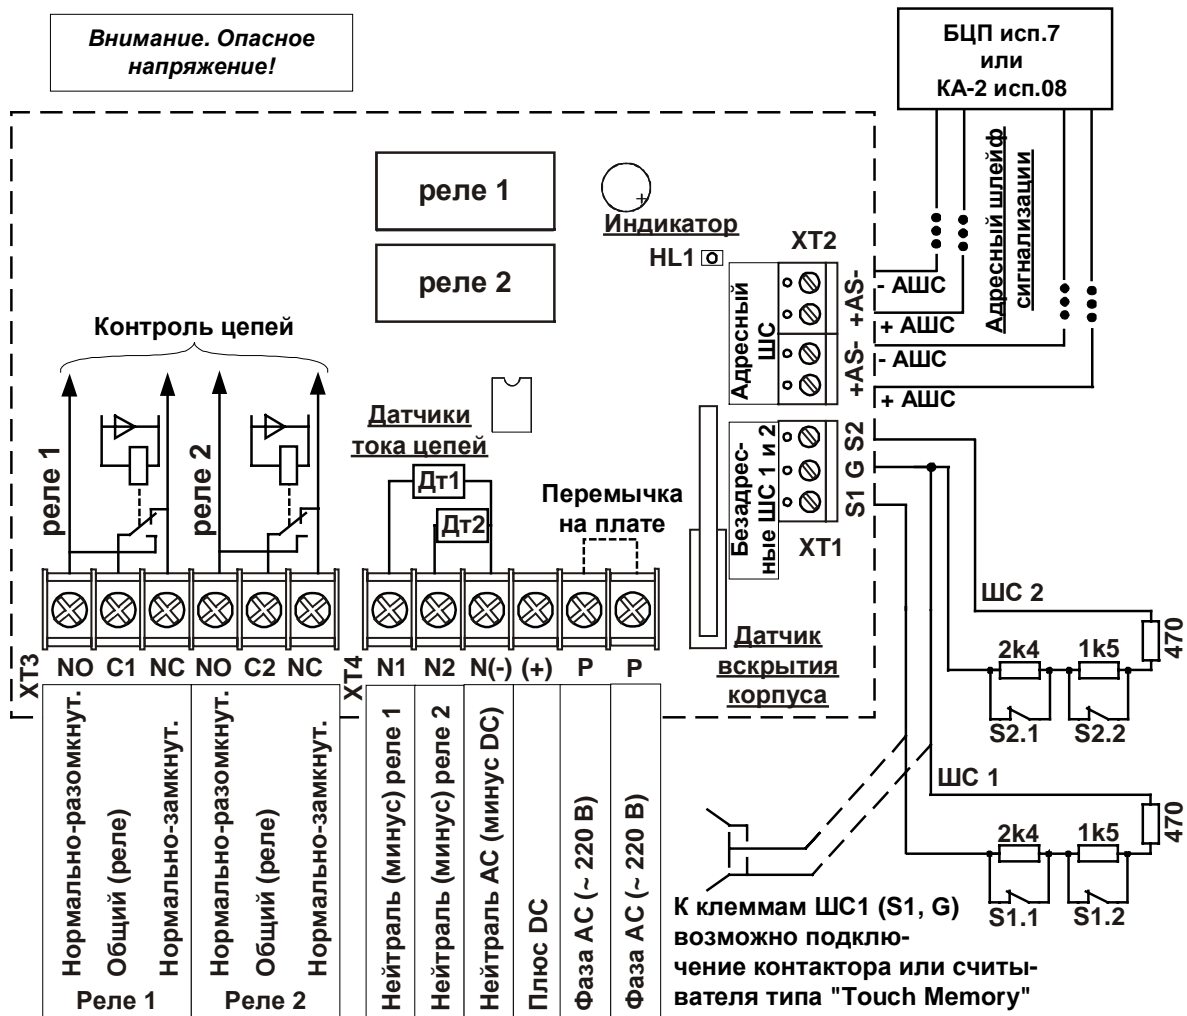 Внимание. Опасное
напряжение!
БЦП исп.7
или
КА-2 исп.08
Адресный шлейф
сигнализации
реле 1
реле 2
Индикатор
HL1
XT2
Адресный
ШС
+AS-
+AS-
- АШС
+ АШС
- АШС
+ АШС
Контроль цепей
реле 1
реле 2
Датчики
тока цепей
Дт1
Дт2
Перемычка
на плате
Безадрес-
ные ШС 1 и 2
S1 G S2
XT1
ШС 2
470
2k4
1k5
S2.1
S2.2
Датчик
вскрытия
корпуса
XT3
NO C1 NC NO C2 NC
XT4
N1 N2 N(-) (+) P P
Нормально-разомкнут.
Общий (реле)
Нормально-замкнут.
Нормально-разомкнут.
Общий (реле)
Нормально-замкнут.
Реле 1
Реле 2
Нейтраль (минус) реле 1
Нейтраль (минус) реле 2
Нейтраль AC (минус DC)
Плюс DC
Фаза AC (~ 220 В)
Фаза AC (~ 220 В)
ШС 1
470
2k4
1k5
S1.1
S1.2
К клеммам ШС1 (S1, G)
возможно подклю-
чение контактора или считы-
вателя типа "Touch Memory"